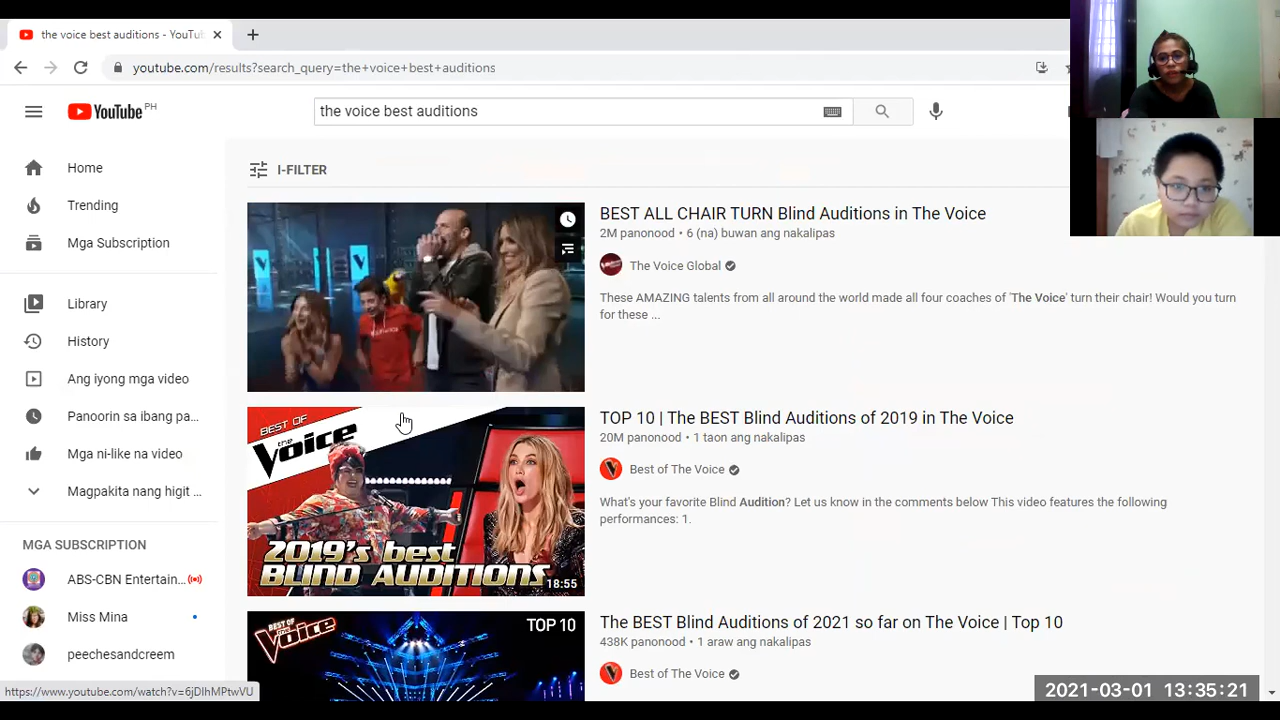 the voice best auditions - YouTu
youtube.com/results?search_query=the+voice+best+auditions
YouTube PH
the voice best auditions
Home
Trending
Mga Subscription
Library
History
Ang iyong mga video
Panoorin sa ibang pa...
Mga ni-like na video
Magpakita nang higit ...
MGA SUBSCRIPTION
ABS-CBN Entertain...
Miss Mina
peechesandcreem
https://www.youtube.com/watch?v=6jDIhMPtwVU
I-FILTER
BEST ALL CHAIR TURN Blind Auditions in The Voice
2M panonood • 6 (na) buwan ang nakalipas
The Voice Global
These AMAZING talents from all around the world made all four coaches of 'The Voice' turn their chair! Would you turn
for these ...
BEST OF
the
Voice
2019's best
BLIND AUDITIONS
18:55
TOP 10 | The BEST Blind Auditions of 2019 in The Voice
20M panonood • 1 taon ang nakalipas
Best of The Voice
What's your favorite Blind Audition? Let us know in the comments below This video features the following
performances: 1.
BEST OF
the Voice
TOP 10
The BEST Blind Auditions of 2021 so far on The Voice | Top 10
438K panonood • 1 araw ang nakalipas
Best of The Voice
2021-03-01 13:35:21